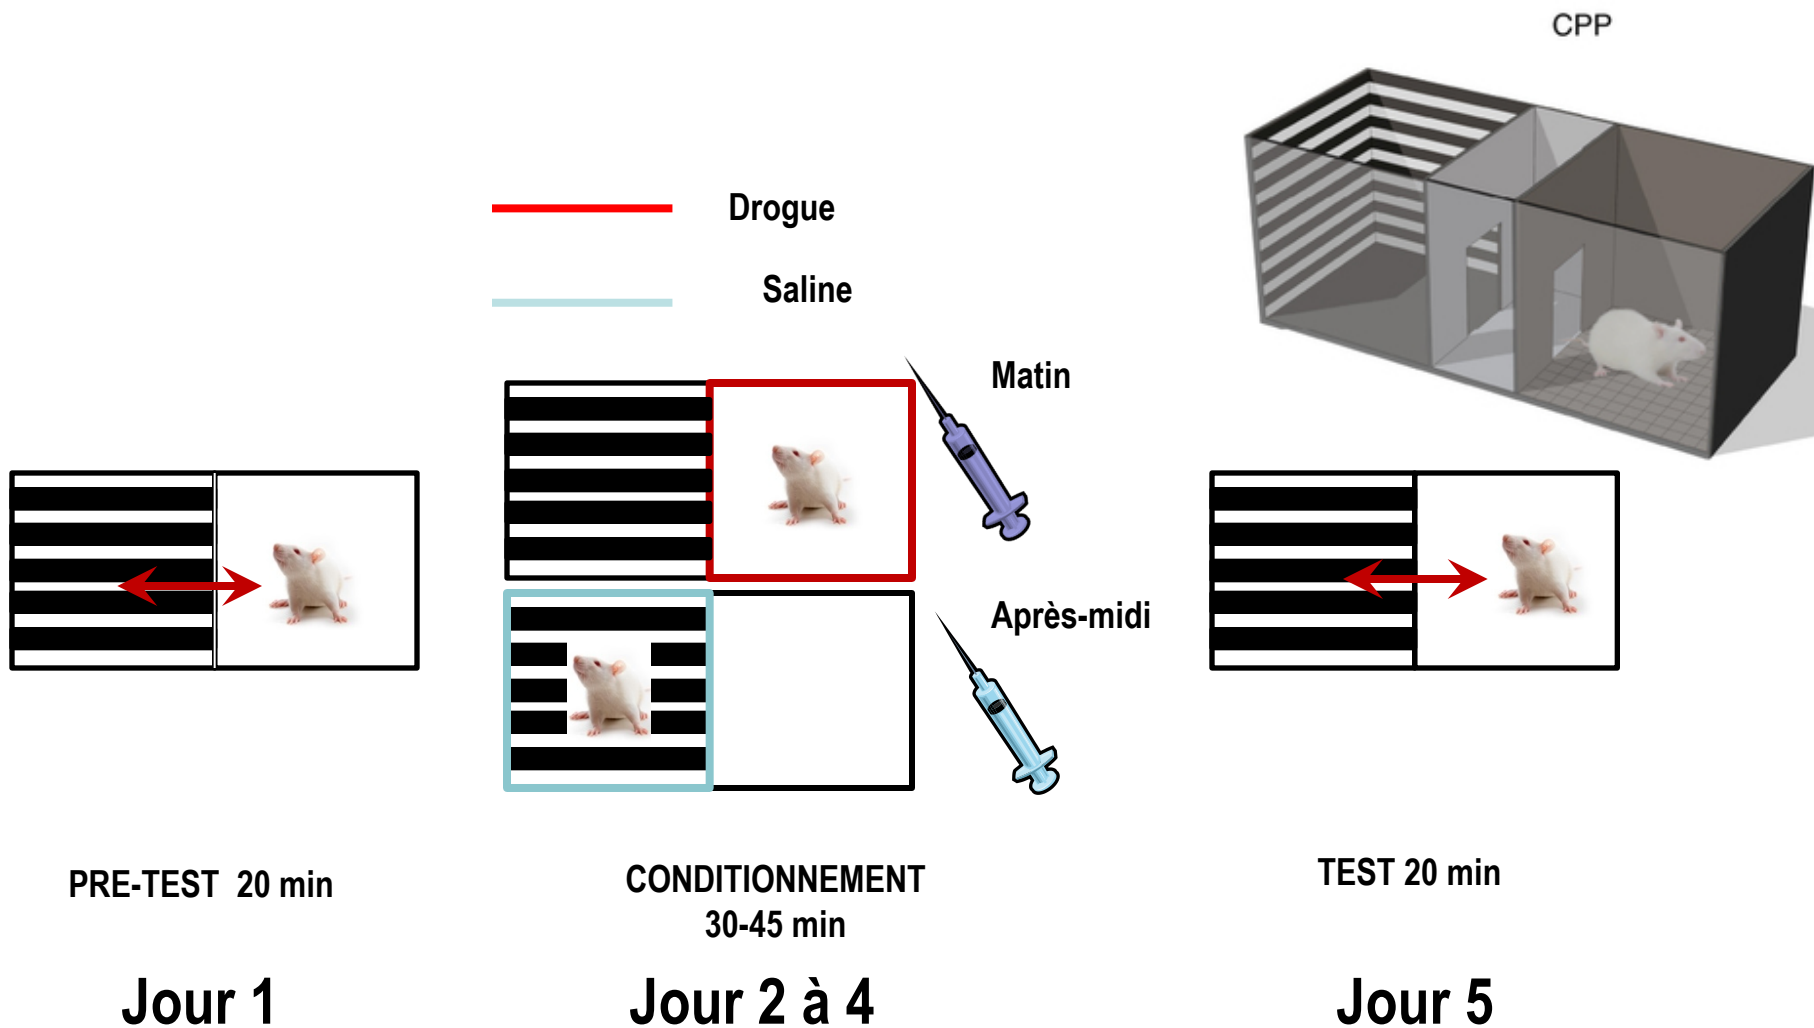 CPP
Drogue
Saline
Matin
Après-midi
PRE-TEST 20 min
CONDITIONNEMENT
30-45 min
TEST 20 min
Jour 1
Jour 2 à 4
Jour 5